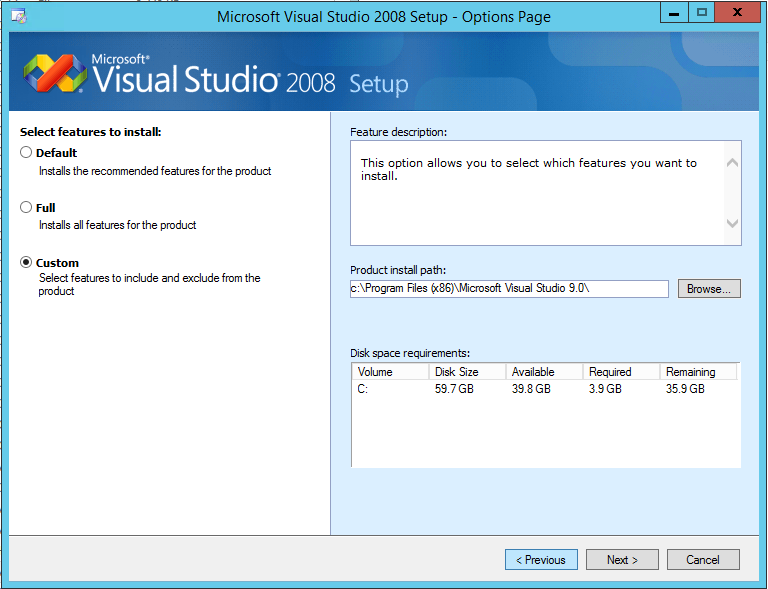 Microsoft Visual Studio 2008 Setup - Options Page
Microsoft®
Visual Studio® 2008 Setup
Select features to install:
Default
Installs the recommended features for the product
Full
Installs all features for the product
Custom
Select features to include and exclude from the
product
Feature description:
This option allows you to select which features you want to
install.
Product install path:
c:\Program Files (x86)\Microsoft Visual Studio 9.0\
Browse...
Disk space requirements:
Volume Disk Size Available Required Remaining
C: 59.7 GB 39.8 GB 3.9 GB 35.9 GB
< Previous Next > Cancel